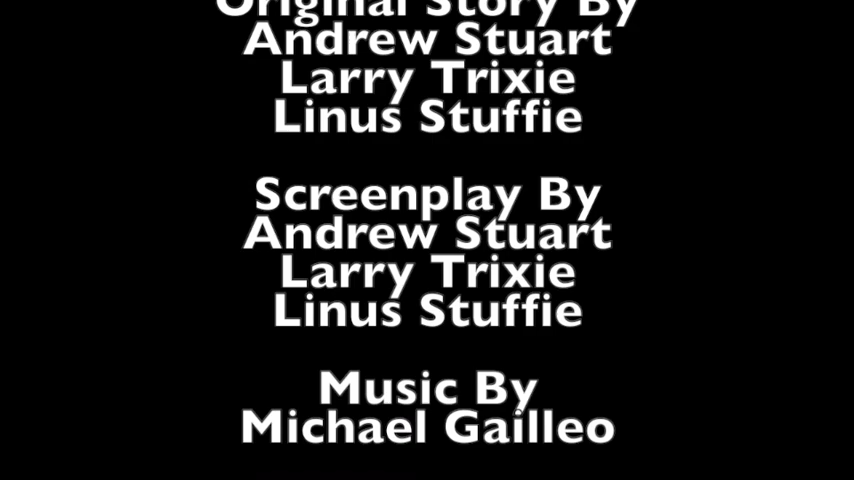 Original Story By
Andrew Stuart
Larry Trixie
Linus Stuffie
Screenplay By
Andrew Stuart
Larry Trixie
Linus Stuffie
Music By
Michael Gailleo